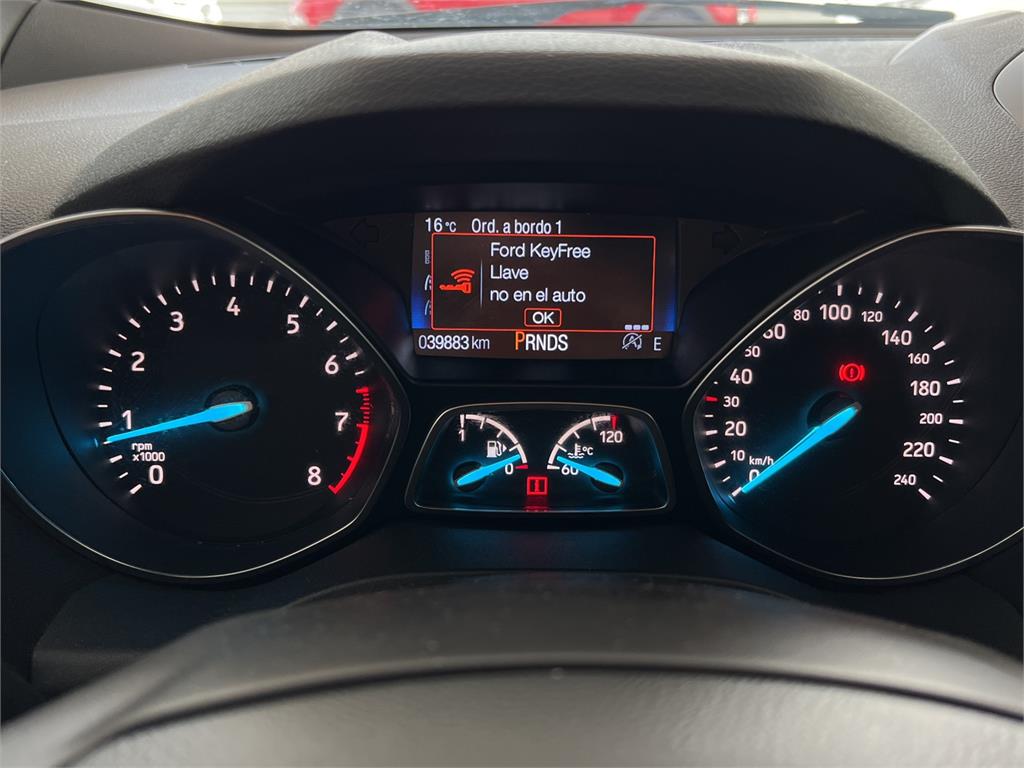 16°C Ord. a bordo 1
Ford KeyFree
Llave
no en el auto
OK
039883 km PRNDS E
0
1
2
3
4
5
6
7
8
rpm
x1000
1
0
60
120
°C
0
10
20
30
40
50
60
80
100
120
140
160
180
200
220
240
km/h